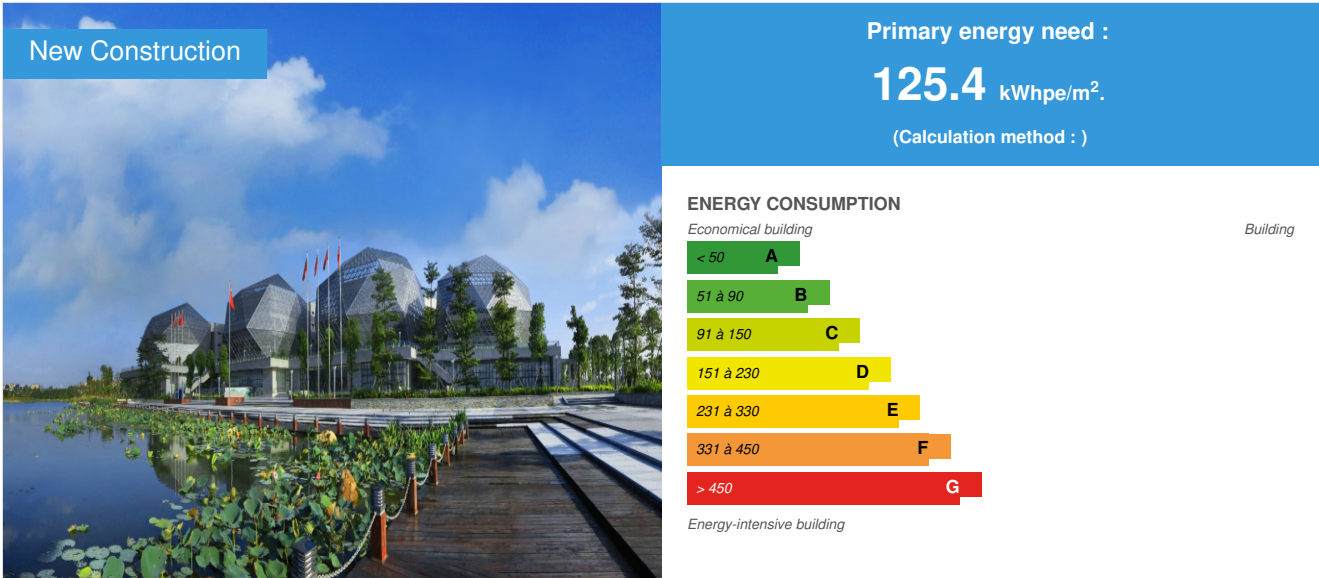 New Construction
Primary energy need :
125.4 kWhpe/m².
(Calculation method : )
ENERGY CONSUMPTION
Economical building
Building
< 50 A
51 à 90 B
91 à 150 C
151 à 230 D
231 à 330 E
331 à 450 F
> 450 G
Energy-intensive building